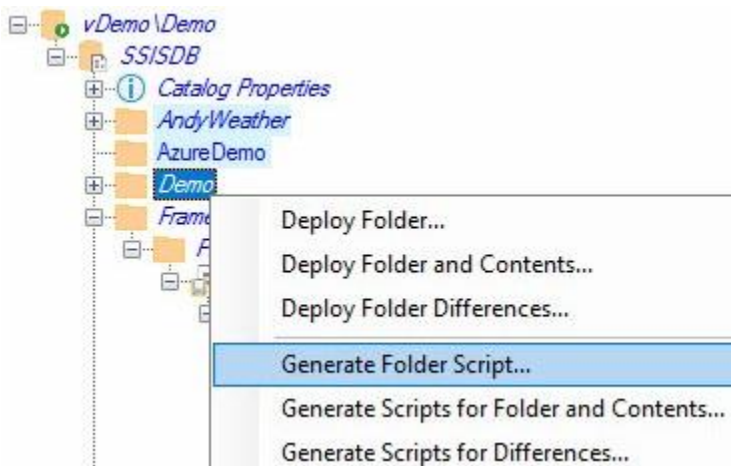 vDemo\Demo
SSISDB
Catalog Properties
AndyWeather
AzureDemo
Demo
Deploy Folder...
Deploy Folder and Contents...
Deploy Folder Differences...
Generate Folder Script...
Generate Scripts for Folder and Contents...
Generate Scripts for Differences...